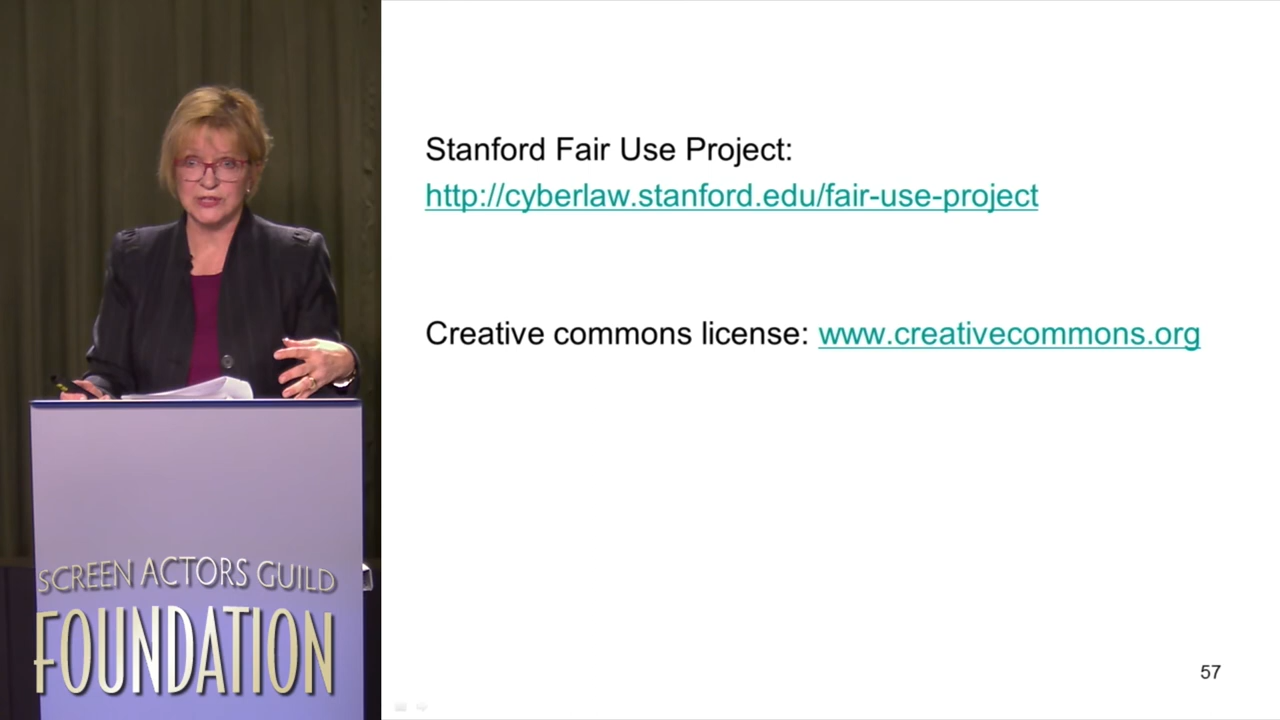 Stanford Fair Use Project:
http://cyberlaw.stanford.edu/fair-use-project
Creative commons license: www.creativecommons.org
57
SCREEN ACTORS GUILD
FOUNDATION